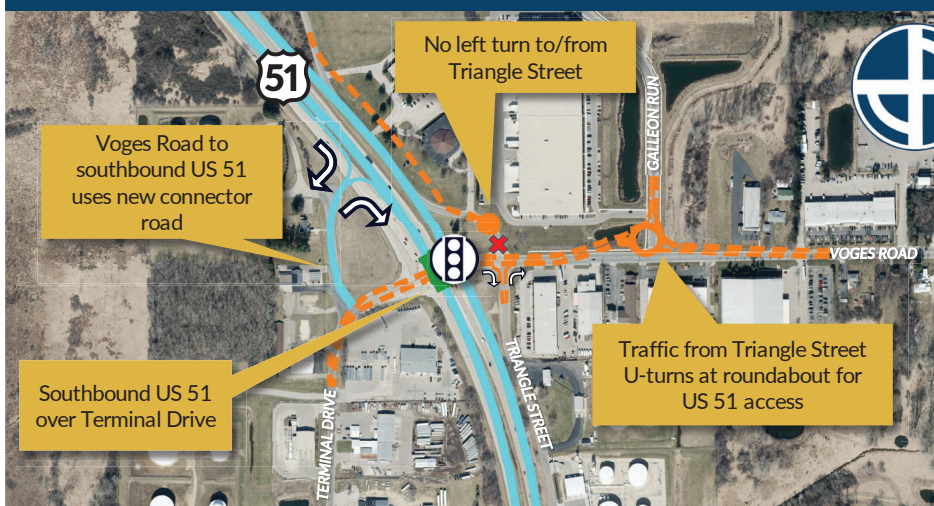 No left turn to/from
Triangle Street
51
GALLEON RUN
Voges Road to
southbound US 51
uses new connector
road
VOGES ROAD
Traffic from Triangle Street
U-turns at roundabout for
US 51 access
TRIANGLE STREET
Southbound US 51
over Terminal Drive
TERMINAL DRIVE